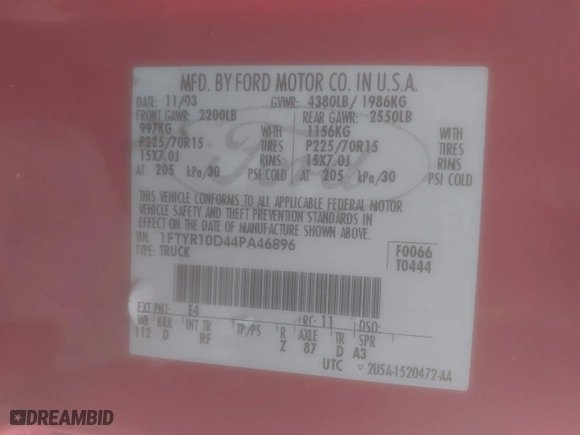 MFD. BY FORD MOTOR CO. IN U.S.A.
DATE 11/03 GVWR: 4380LB/ 1986KG
FRONT GAWR: 2200LB REAR GAWR: 2550LB
997KG WITH 1156KG WITH
P225/70R15 TIRES P225/70R15 TIRES
15X7.0J RIMS 15X7.0J RIMS
AT 205 kPa/30 PSI COLD AT 205 kPa/30 PSI COLD
THIS VEHICLE CONFORMS TO ALL APPLICABLE FEDERAL MOTOR
VEHICLE SAFETY AND THEFT PREVENTION STANDARDS IN
EFFECT ON THE DATE OF MANUFACTURE SHOWN ABOVE.
VIN: 1FTYR10D44PA46896 F0066
TYPE: TRUCK T0444
Ford
EXT PNT: E4 RC: 11 DSO:
WB BRK INT TR TP/PS R AXLE TR SPR
112 D RF Z 87 D A3
UTC 2U5A-1520472-AA
DREAMBID